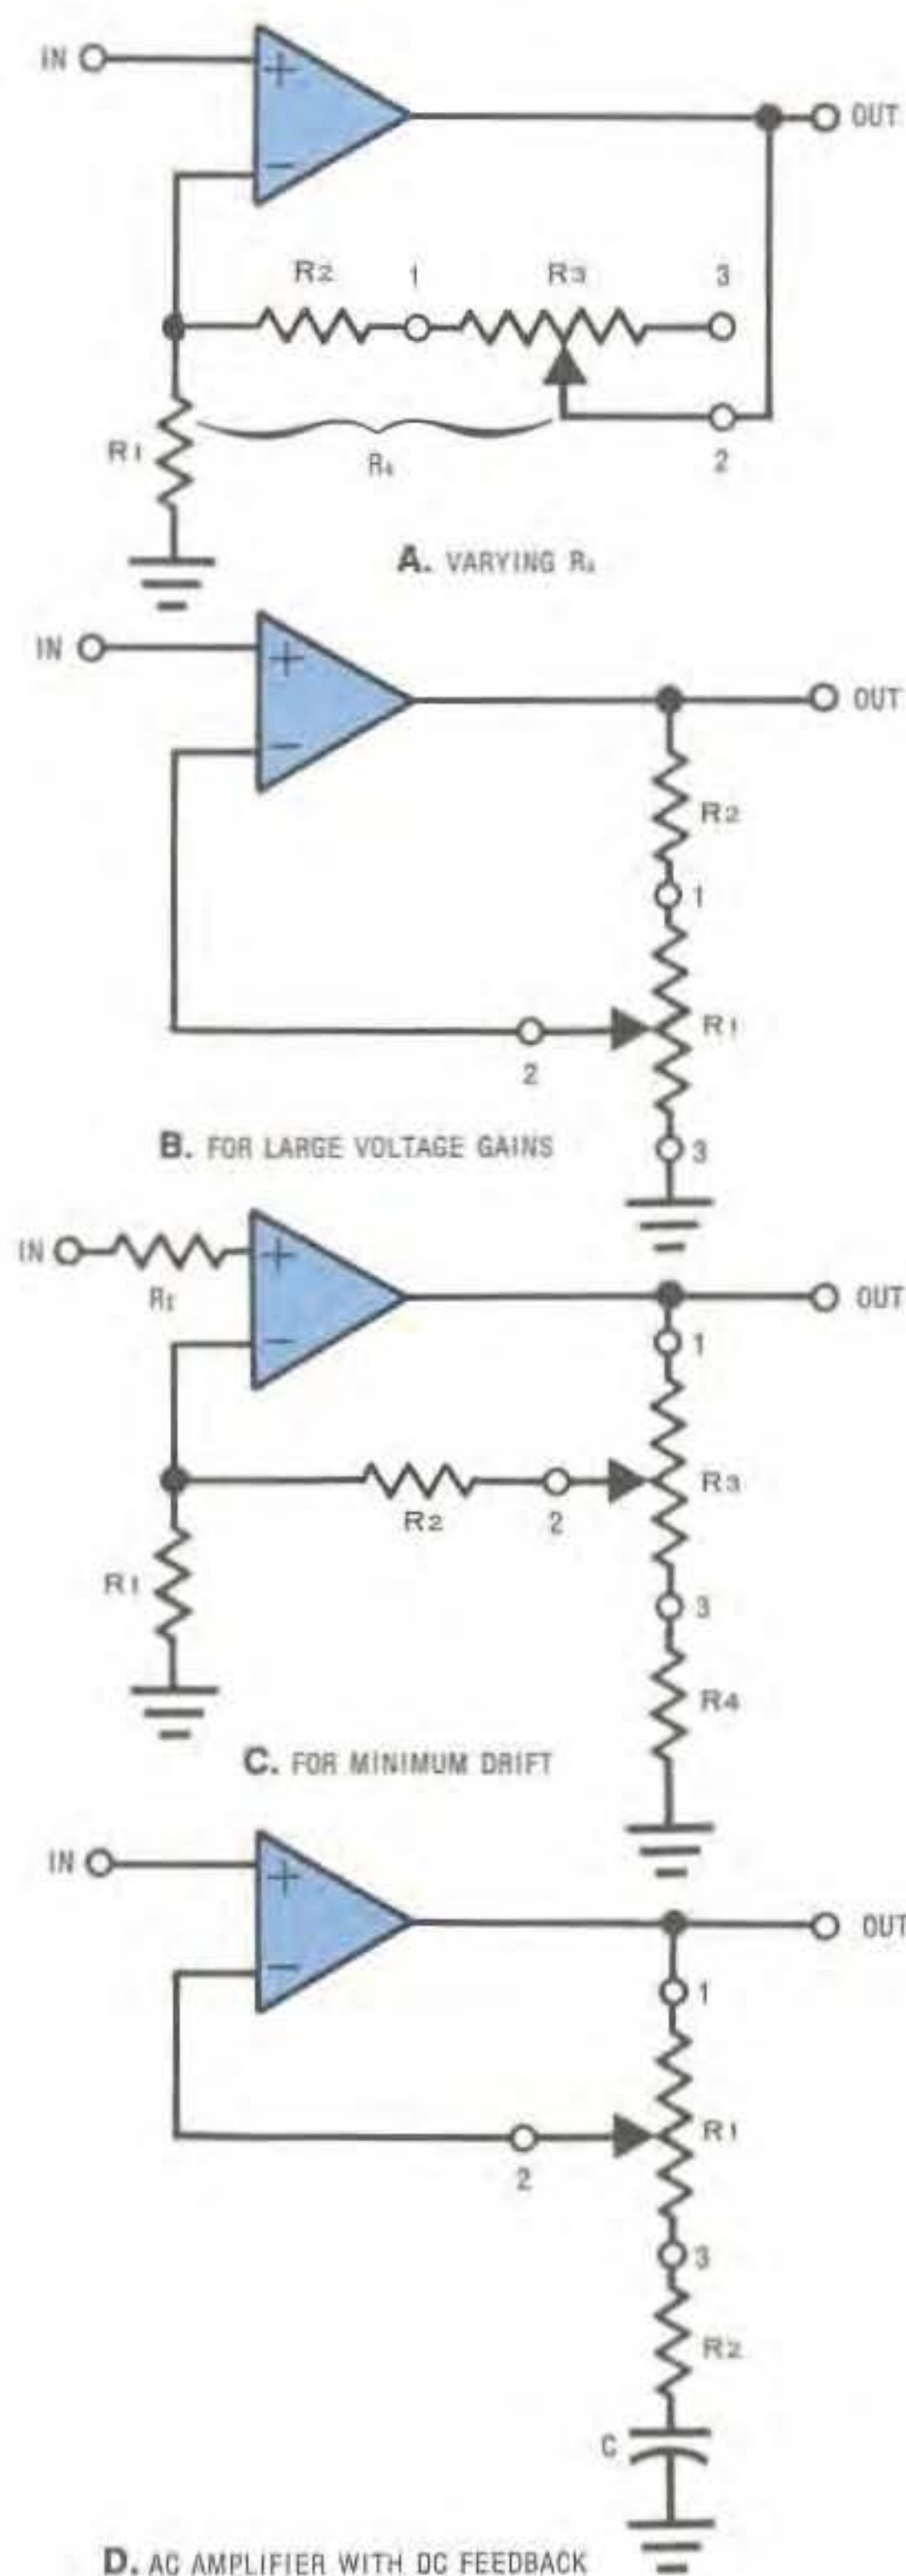 IN
+
OUT
−
R2
1
R3
3
R1
2
A. VARYING
IN
+
OUT
−
R2
1
R1
2
3
B. FOR LARGE VOLTAGE GAINS
IN
+
OUT
−
1
R3
R2
2
R1
3
R4
C. FOR MINIMUM DRIFT
IN
+
OUT
−
1
R1
2
3
R2
C
D. AC AMPLIFIER WITH DC FEEDBACK